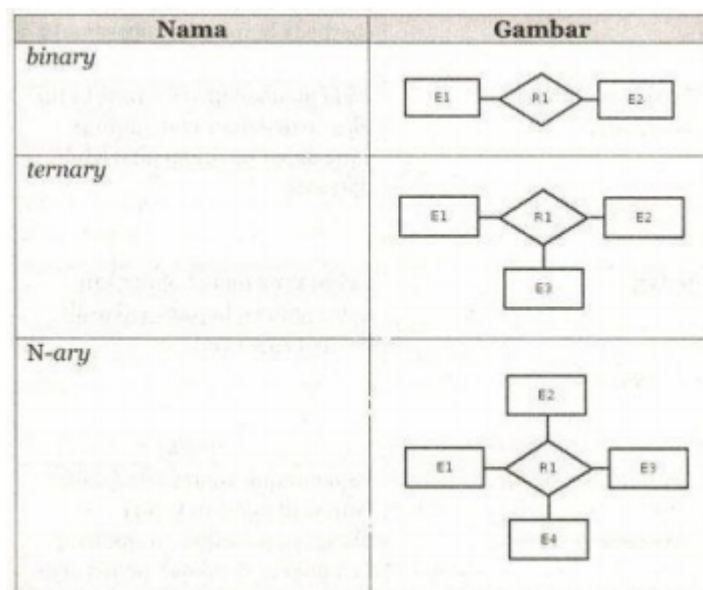 Nama Gambar
binary
E1 R1 E2
ternary
E1 R1 E2
E3
N-ary
E2
E1 R1 E3
E4